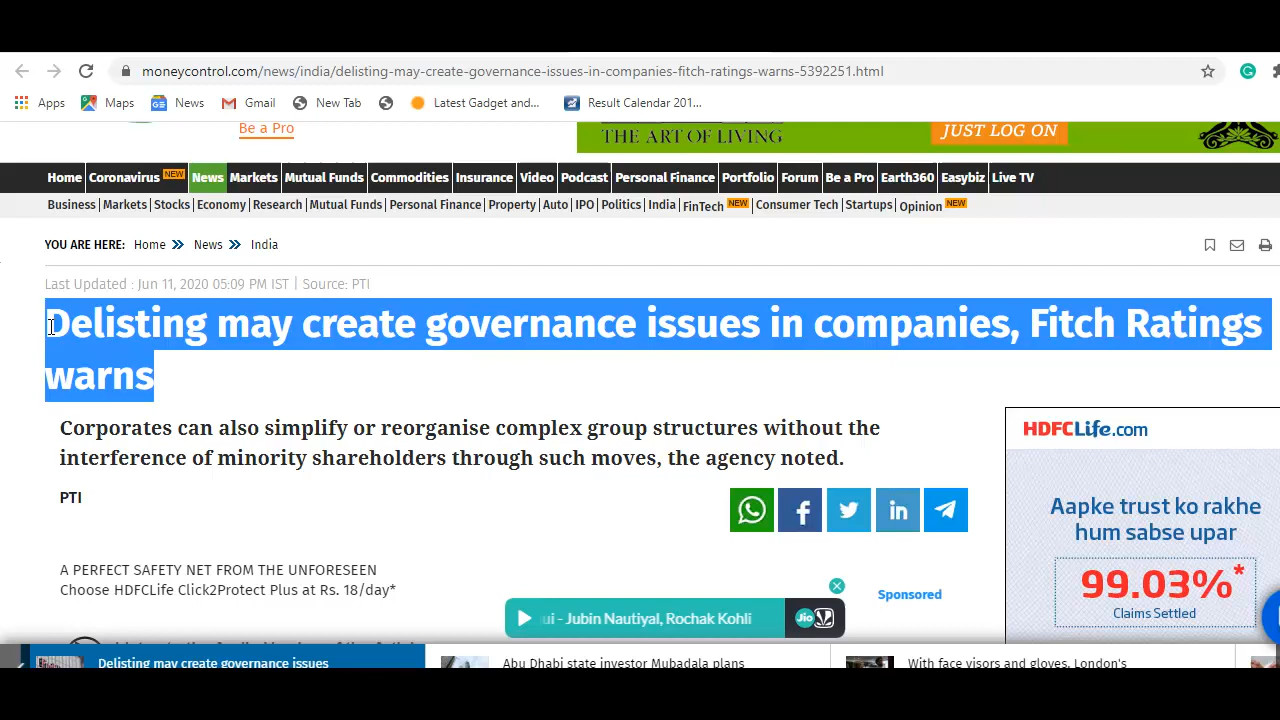 moneycontrol.com/news/india/delisting-may-create-governance-issues-in-companies-fitch-ratings-warns-5392251.html
Apps Maps News Gmail New Tab Latest Gadget and... Result Calendar 201...
Be a Pro
THE ART OF LIVING
JUST LOG ON
Home Coronavirus NEW News Markets Mutual Funds Commodities Insurance Video Podcast Personal Finance Portfolio Forum Be a Pro Earth360 Easybiz Live TV
Business Markets Stocks Economy Research Mutual Funds Personal Finance Property Auto IPO Politics India FinTech NEW Consumer Tech Startups Opinion NEW
YOU ARE HERE: Home News India
Last Updated : Jun 11, 2020 05:09 PM IST | Source: PTI
Delisting may create governance issues in companies, Fitch Ratings
warns
Corporates can also simplify or reorganise complex group structures without the
interference of minority shareholders through such moves, the agency noted.
PTI
A PERFECT SAFETY NET FROM THE UNFORESEEN
Choose HDFCLife Click2Protect Plus at Rs. 18/day*
Sponsored
ui - Jubin Nautiyal, Rochak Kohli
Jio
HDFCLife.com
Aapke trust ko rakhe
hum sabse upar
99.03%*
Claims Settled
Delisting may create governance issues
Abu Dhabi state investor Mubadala plans
With face visors and gloves, London's